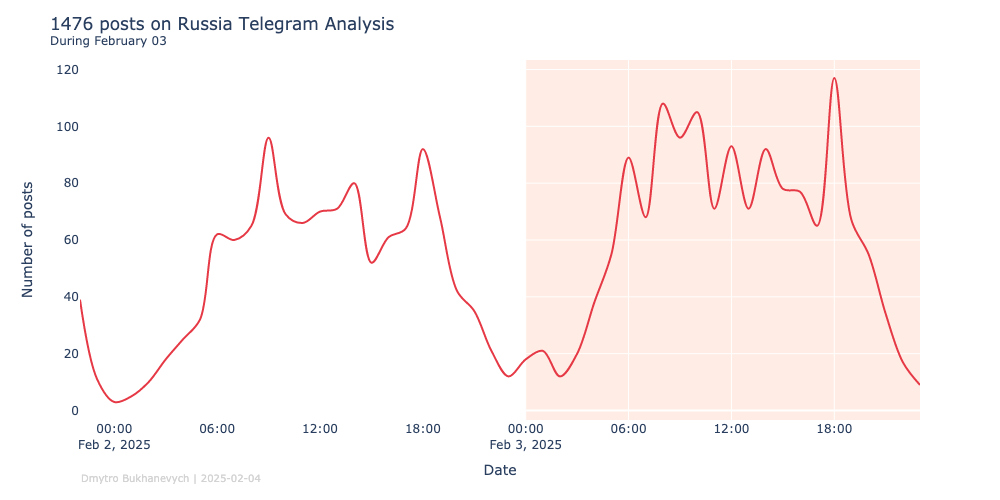 1476 posts on Russia Telegram Analysis
During February 03
120
100
80
60
40
20
0
Number of posts
00:00 06:00 12:00 18:00 00:00 06:00 12:00 18:00
Feb 2, 2025 Feb 3, 2025
Date
Dmytro Bukhanevych | 2025-02-04